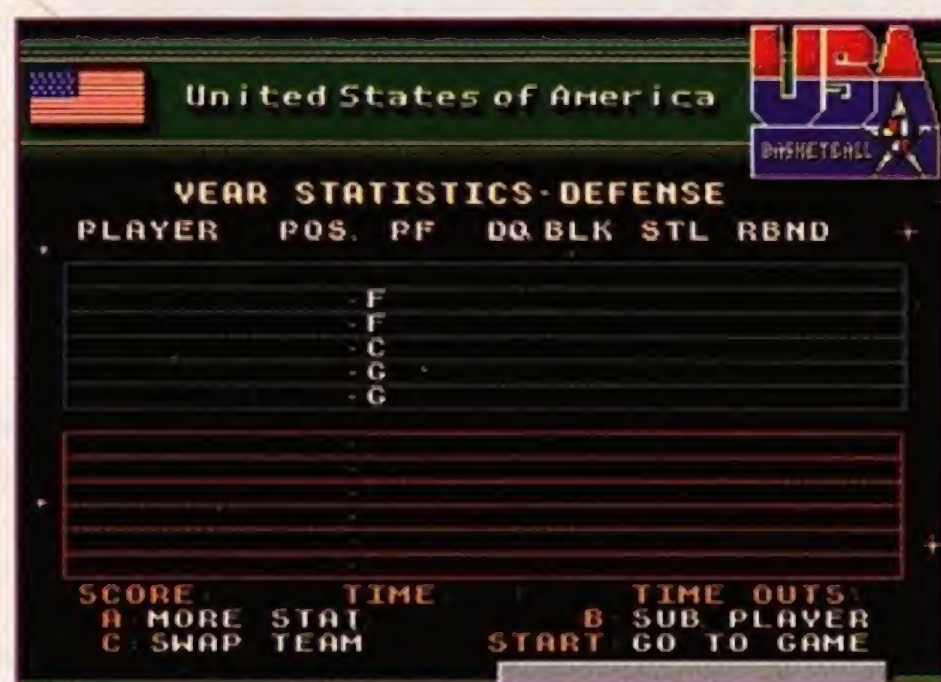 USA
United States of AMerica
BASKETBALL
YEAR STATISTICS-DEFENSE
PLAYER POS. PF DQ BLK STL RBND
- F
- F
- C
- G
- G
SCORE TIME TIME OUTS
A MORE STAT B SUB PLAYER
C SWAP TEAM START GO TO GAME